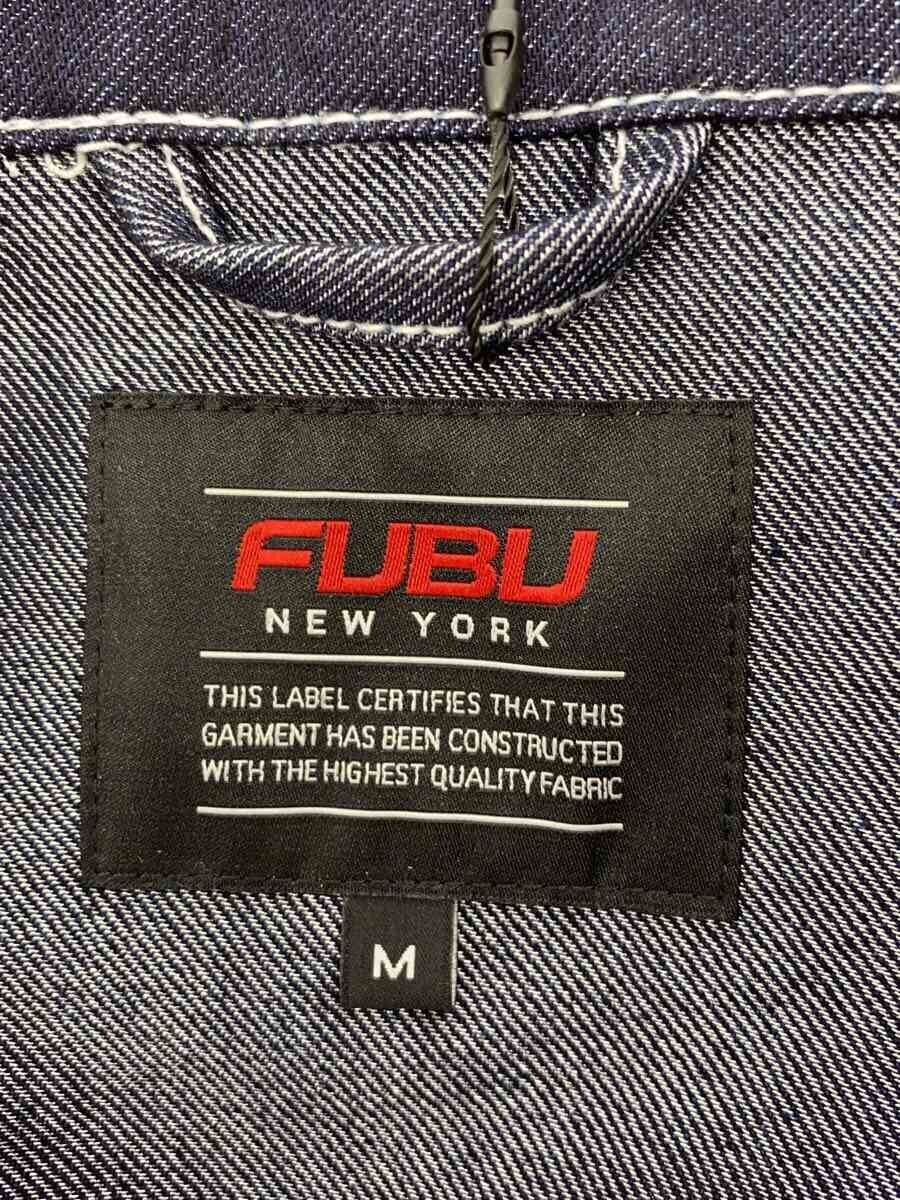 FUBU
NEW YORK
THIS LABEL CERTIFIES THAT THIS
GARMENT HAS BEEN CONSTRUCTED
WITH THE HIGHEST QUALITY FABRIC
M